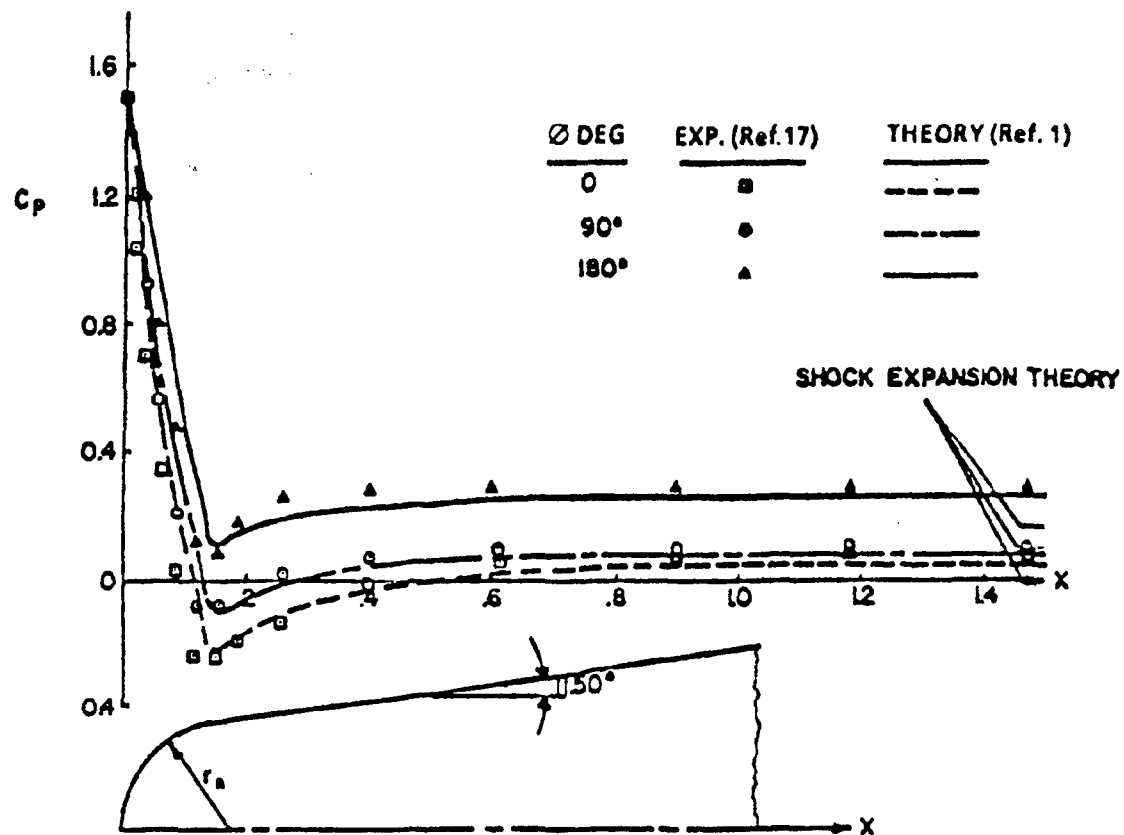 1.6
Ø DEG EXP. (Ref.17) THEORY (Ref. 1)
0
90°
180°
1.2
Cp
0.8
SHOCK EXPANSION THEORY
0.4
0
.2 .4 .6 .8 1.0 1.2 1.4 X
0.4
rn
X